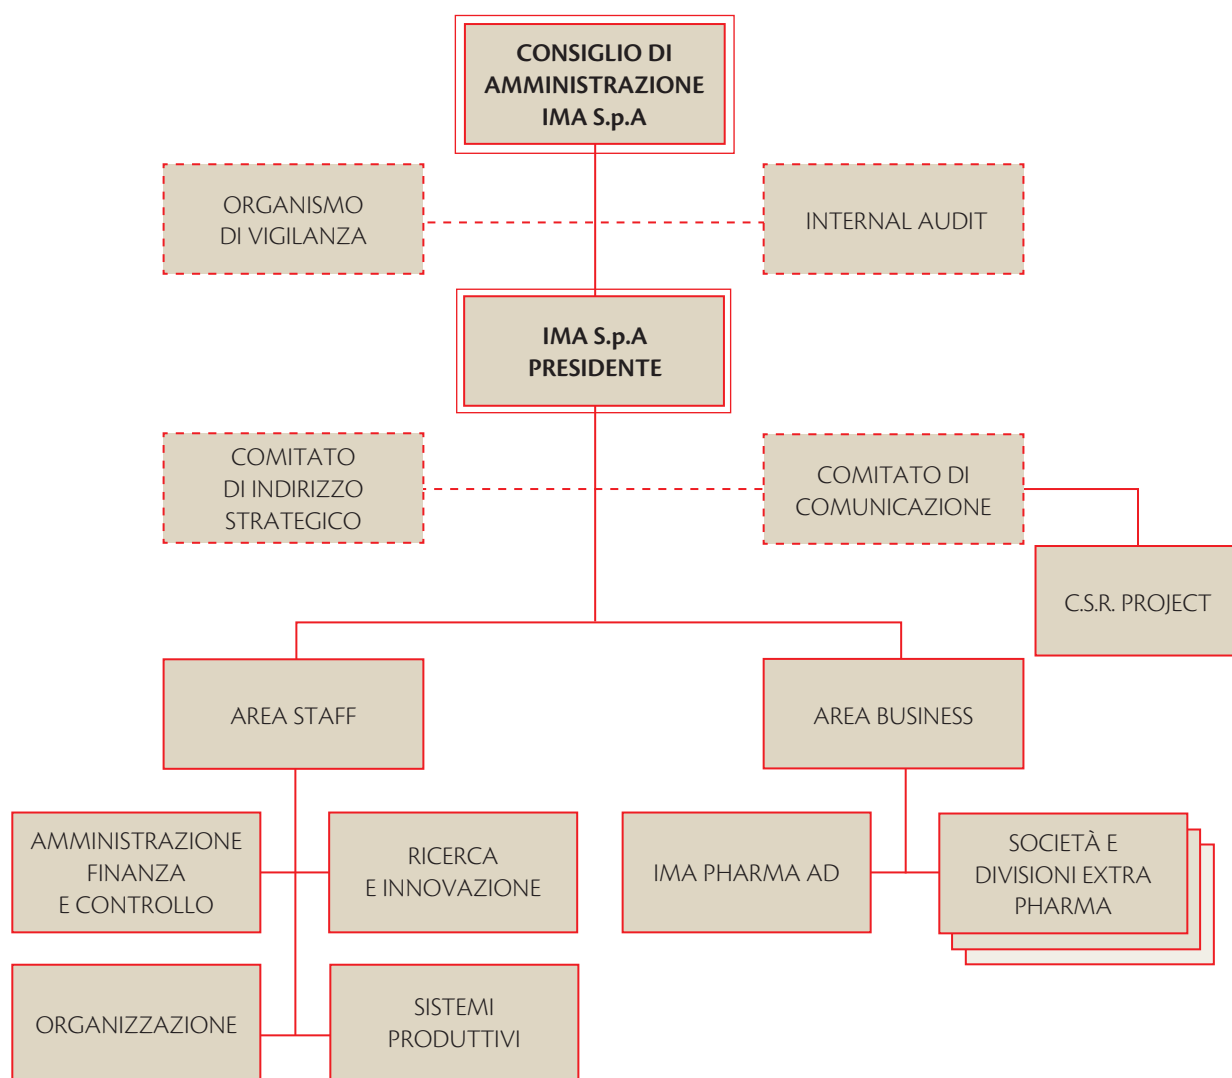 CONSIGLIO DI
AMMINISTRAZIONE
IMA S.p.A
ORGANISMO
DI VIGILANZA
INTERNAL AUDIT
IMA S.p.A
PRESIDENTE
COMITATO
DI INDIRIZZO
STRATEGICO
COMITATO DI
COMUNICAZIONE
C.S.R. PROJECT
AREA STAFF
AREA BUSINESS
AMMINISTRAZIONE
FINANZA
E CONTROLLO
RICERCA
E INNOVAZIONE
IMA PHARMA AD
SOCIETÀ E
DIVISIONI EXTRA
PHARMA
ORGANIZZAZIONE
SISTEMI
PRODUTTIVI